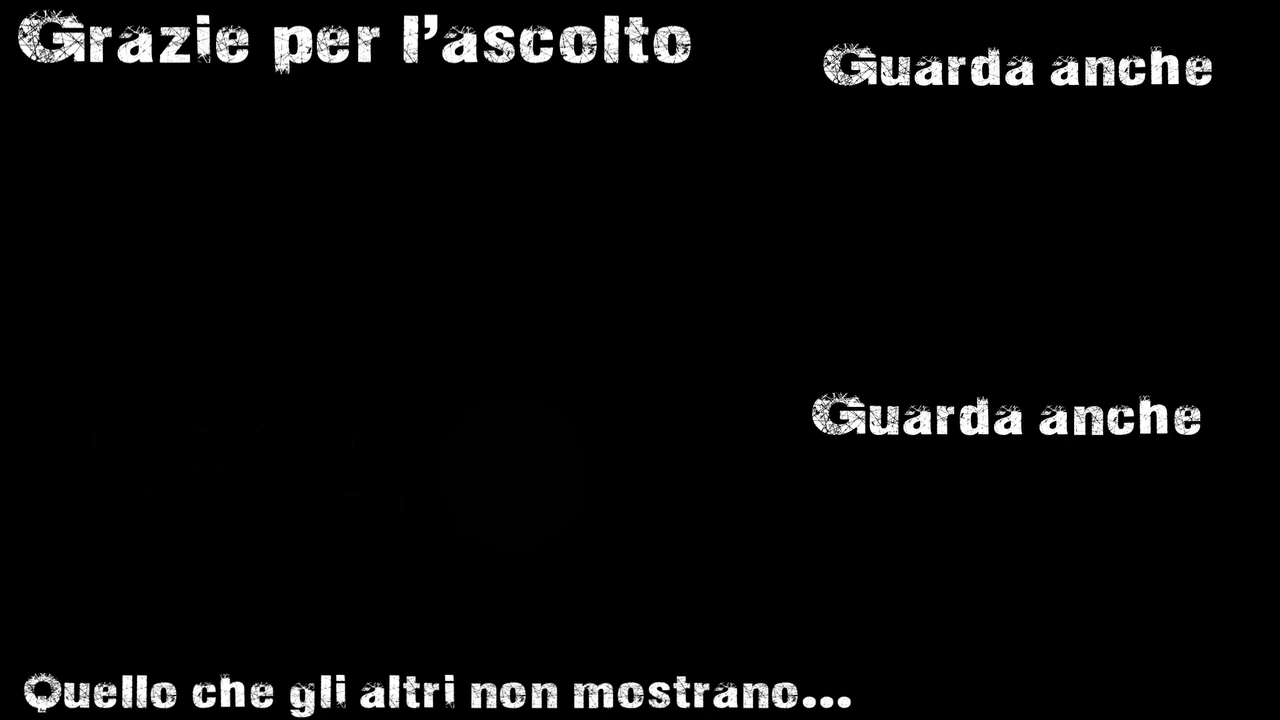 Grazie per l'ascolto
Guarda anche
Guarda anche
Quello che gli altri non mostrano...